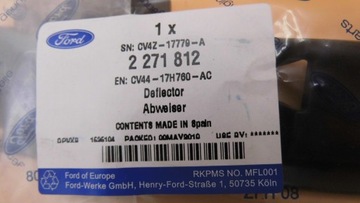 Ford
1 x
SN: CV4Z-17779-A
2 271 812
EN: CV44-17H760-AC
Deflector
Abweiser
CONTENTS MADE IN Spain
Ford of Europe
Ford-Werke GmbH, Henry-Ford-Straße 1, 50735 Köln
RKPMS NO. MFL001